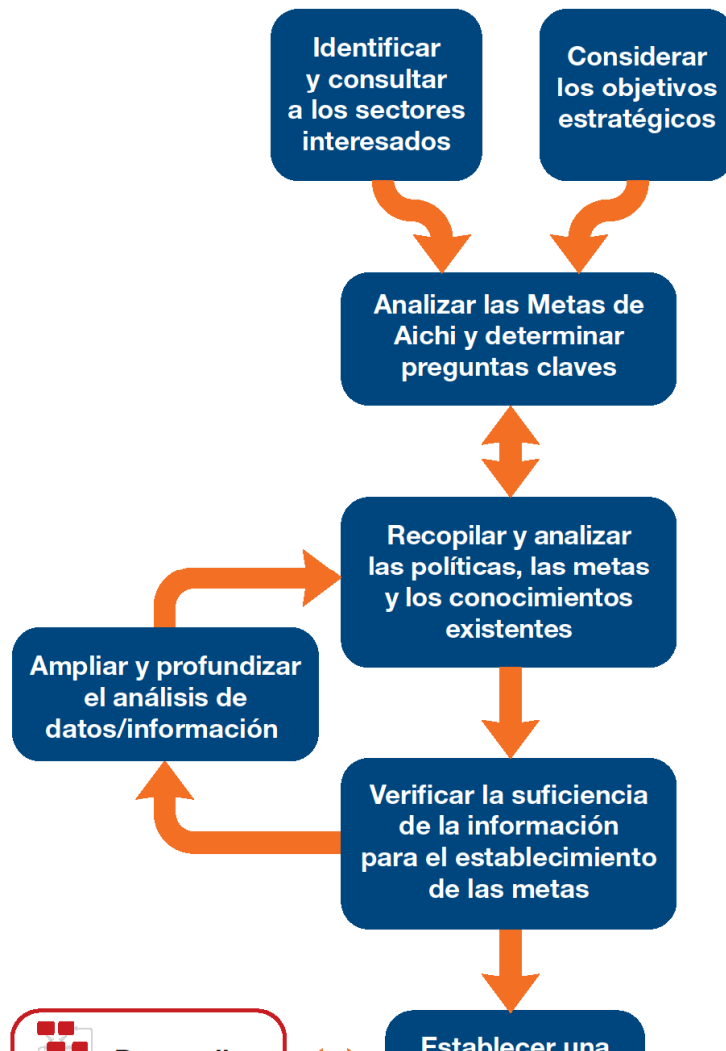 Identificar
y consultar
a los sectores
interesados
Considerar
los objetivos
estratégicos
Analizar las Metas de
Aichi y determinar
preguntas claves
Recopilar y analizar
las políticas, las metas
y los conocimientos
existentes
Ampliar y profundizar
el análisis de
datos/información
Verificar la suficiencia
de la información
para el establecimiento
de las metas
Establecer una